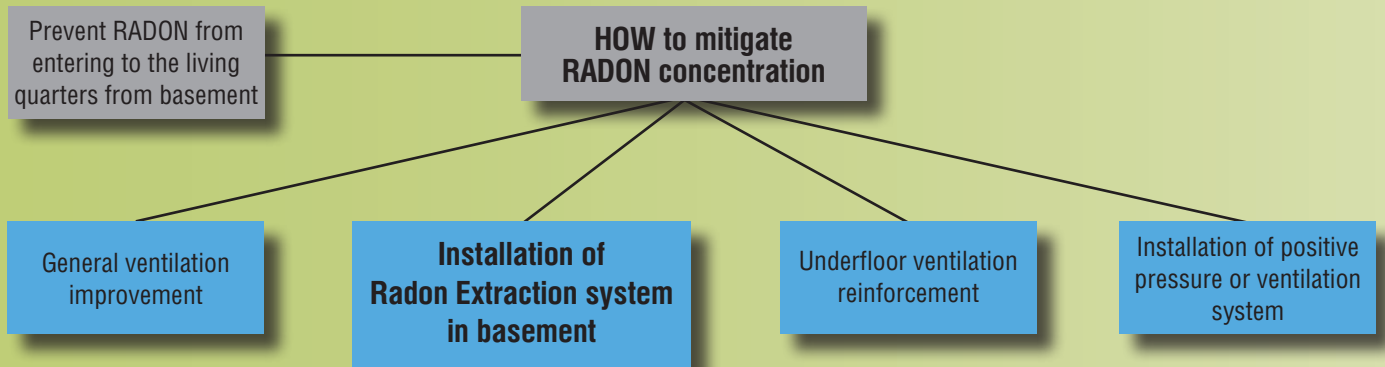 Prevent RADON from
entering to the living
quarters from basement
HOW to mitigate
RADON concentration
General ventilation
improvement
Installation of
Radon Extraction system
in basement
Underfloor ventilation
reinforcement
Installation of positive
pressure or ventilation
system